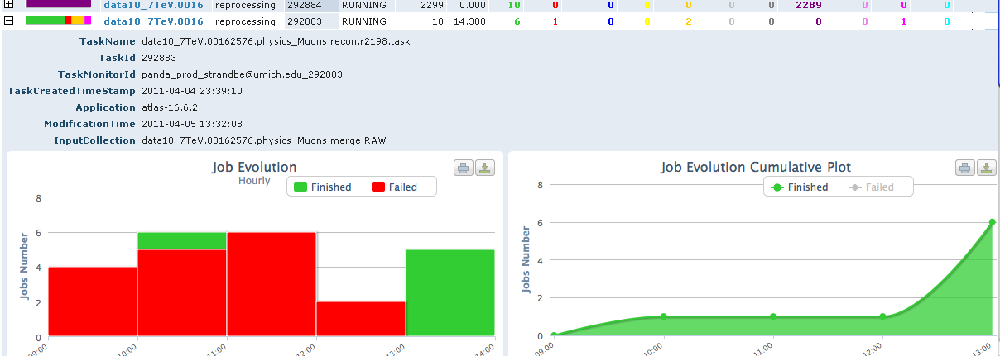 data10_7TeV.0016 reprocessing 292884 RUNNING 2299 0.000 10 0 0 0 0 0 0 2289 0 0 0
data10_7TeV.0016 reprocessing 292883 RUNNING 10 14.300 6 1 0 0 2 0 0 0 0 1 0
TaskName data10_7TeV.00162576.physics_Muons.recon.r2198.task
TaskId 292883
TaskMonitorId panda_prod_strandbe@umich.edu_292883
TaskCreatedTimeStamp 2011-04-04 23:39:10
Application atlas-16.6.2
ModificationTime 2011-04-05 13:32:08
InputCollection data10_7TeV.00162576.physics_Muons.merge.RAW
Job Evolution
Hourly
Finished Failed
Jobs Number
8
6
4
2
0
09:00 10:00 11:00 12:00 13:00 14:00
Job Evolution Cumulative Plot
Finished Failed
Jobs Number
8
6
4
2
0
09:00 10:00 11:00 12:00 13:00